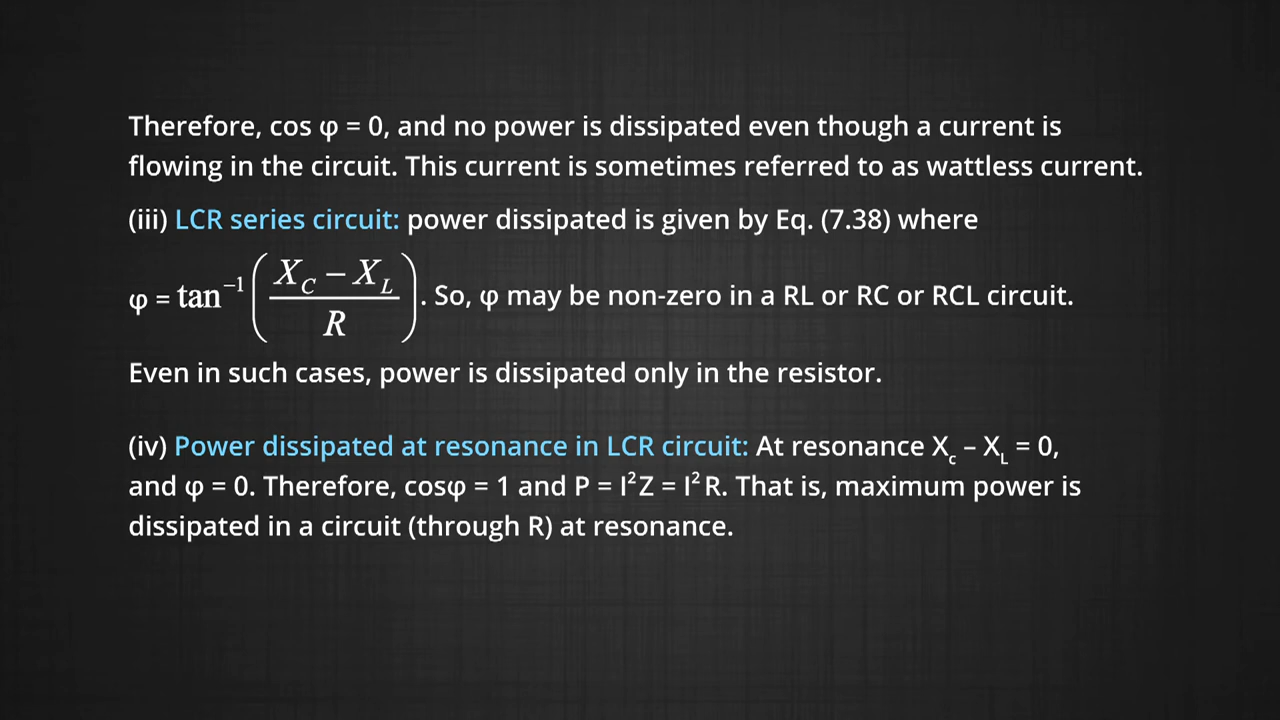 Therefore, cos φ = 0, and no power is dissipated even though a current is
flowing in the circuit. This current is sometimes referred to as wattless current.
(iii) LCR series circuit: power dissipated is given by Eq. (7.38) where
φ = tan⁻¹((X_C − X_L)/R). So, φ may be non-zero in a RL or RC or RCL circuit.
Even in such cases, power is dissipated only in the resistor.
(iv) Power dissipated at resonance in LCR circuit: At resonance X_c – X_L = 0,
and φ = 0. Therefore, cosφ = 1 and P = I²Z = I²R. That is, maximum power is
dissipated in a circuit (through R) at resonance.